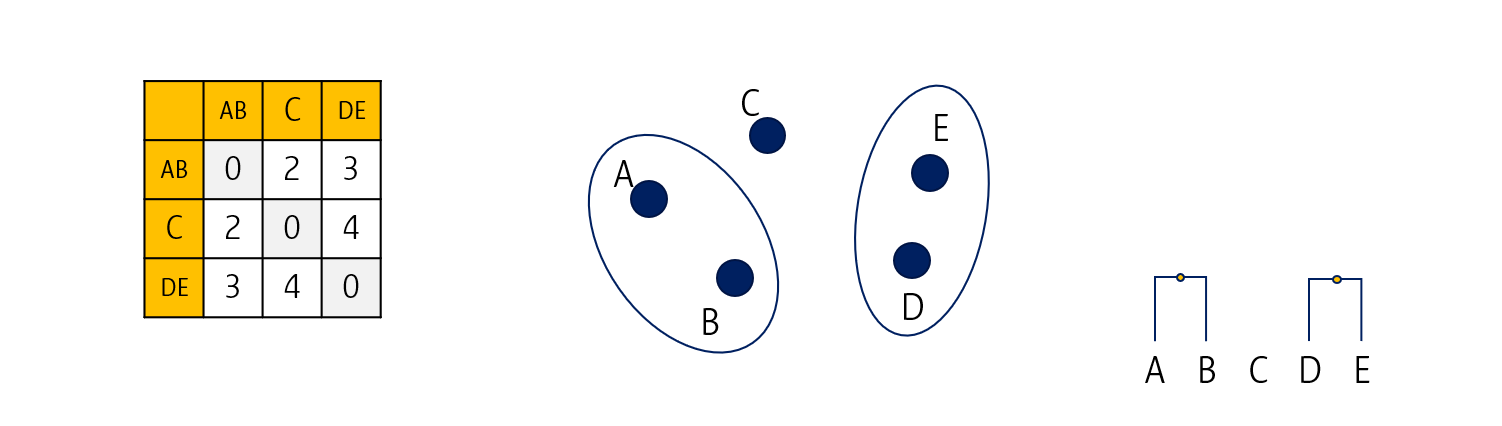 AB C DE
AB 0 2 3
C 2 0 4
DE 3 4 0
C
E
A
B
D
A B C D E